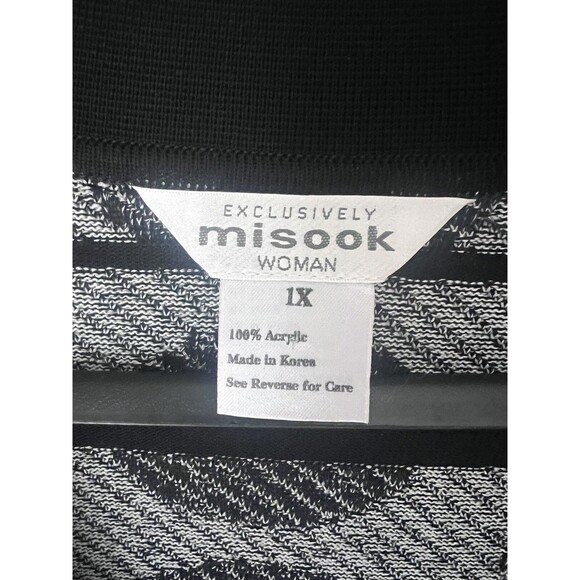 EXCLUSIVELY
misook
WOMAN
1X
100% Acrylic
Made in Korea
See Reverse for Care